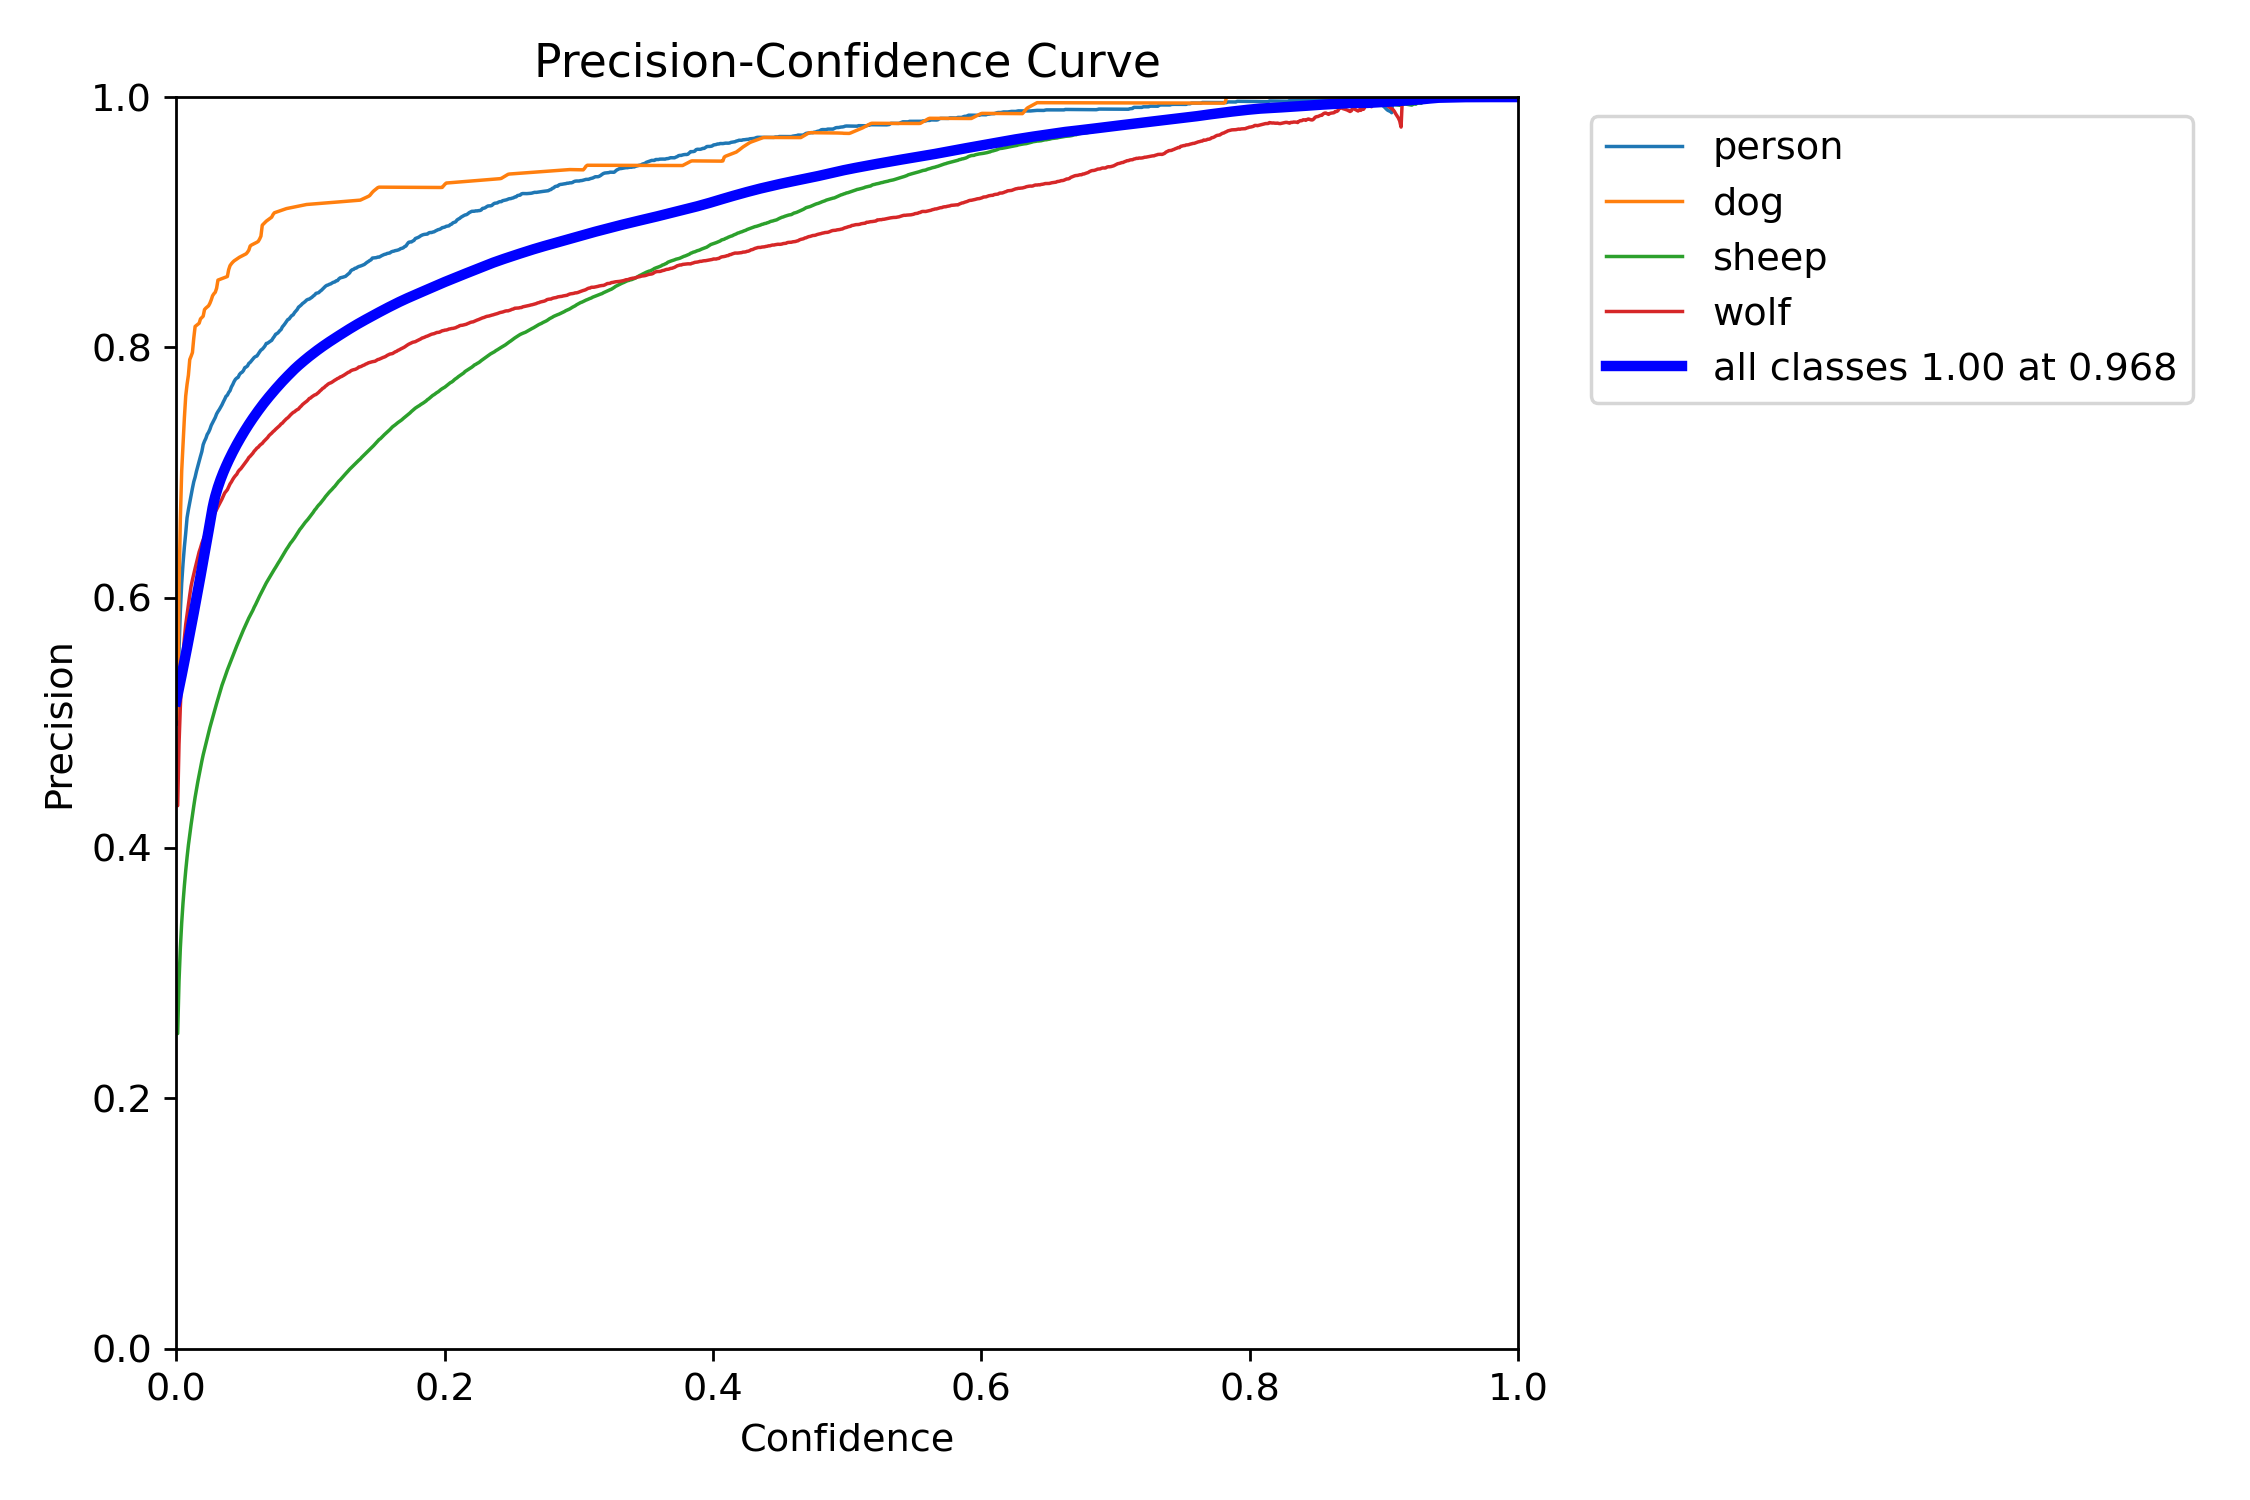 Precision-Confidence Curve
1.0
0.8
0.6
0.4
0.2
0.0
Precision
0.0 0.2 0.4 0.6 0.8 1.0
Confidence
person
dog
sheep
wolf
all classes 1.00 at 0.968